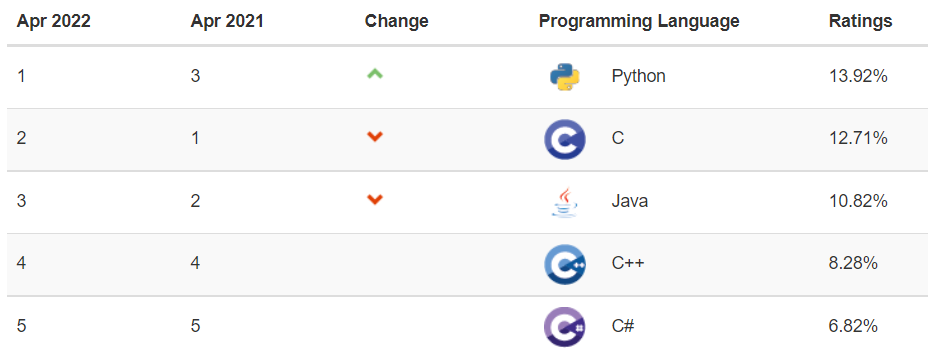 Apr 2022 Apr 2021 Change Programming Language Ratings
1 3 Python 13.92%
2 1 C 12.71%
3 2 Java 10.82%
4 4 C++ 8.28%
5 5 C# 6.82%